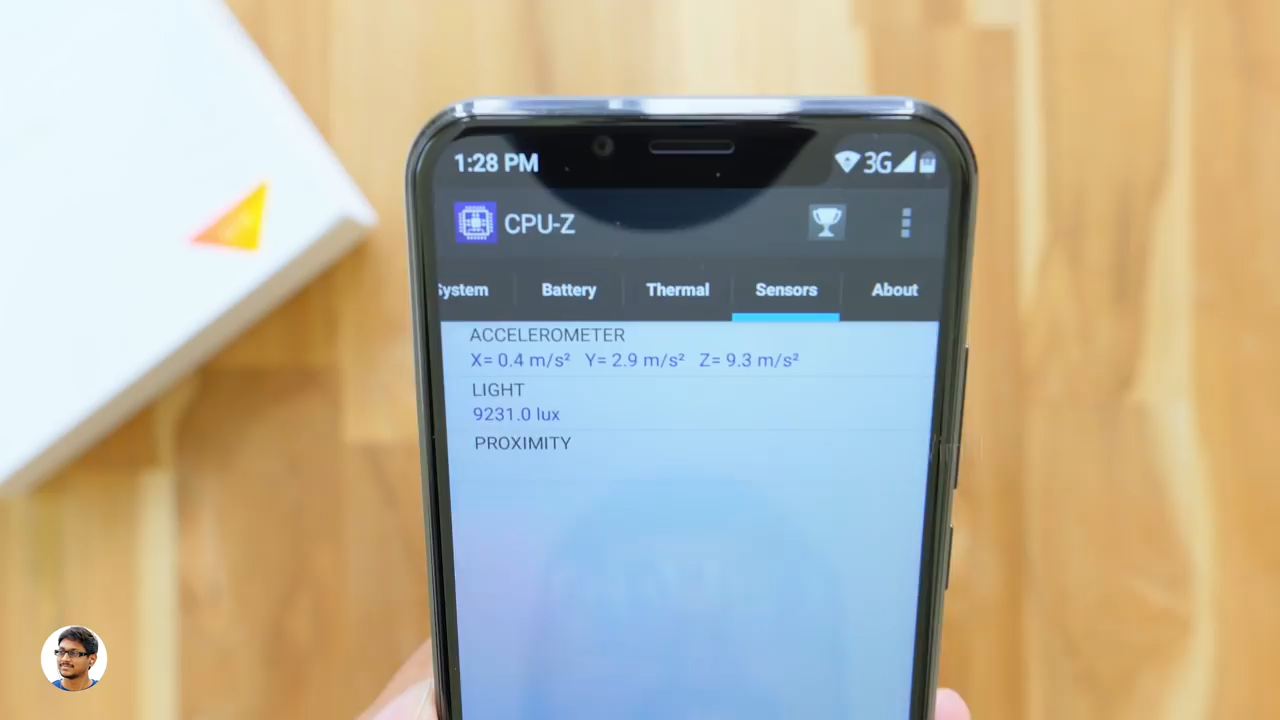 1:28 PM 3G
CPU-Z
System Battery Thermal Sensors About
ACCELEROMETER
X= 0.4 m/s² Y= 2.9 m/s² Z= 9.3 m/s²
LIGHT
9231.0 lux
PROXIMITY